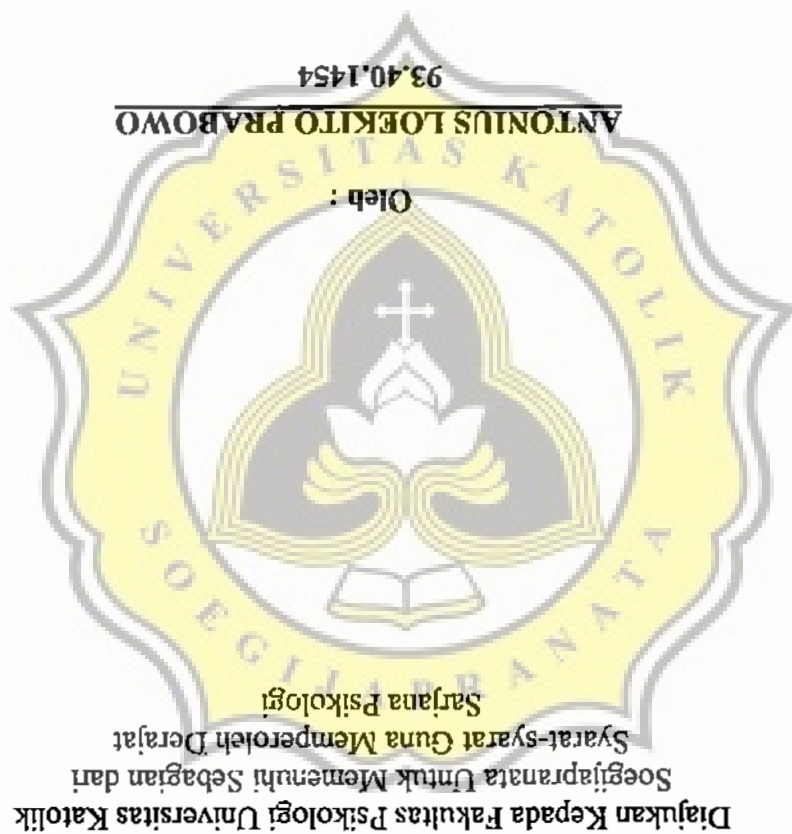 Diajukan Kepada Fakultas Psikologi Universitas Katolik
Soegijapranata Untuk Memenuhi Sebagian dari
Syarat-syarat Guna Memperoleh Derajat
Sarjana Psikologi
Oleh :
ANTONIUS LOEKITO PRABOWO
93.40.1454
UNIVERSITAS KATOLIK
SOEGIJAPRANATA